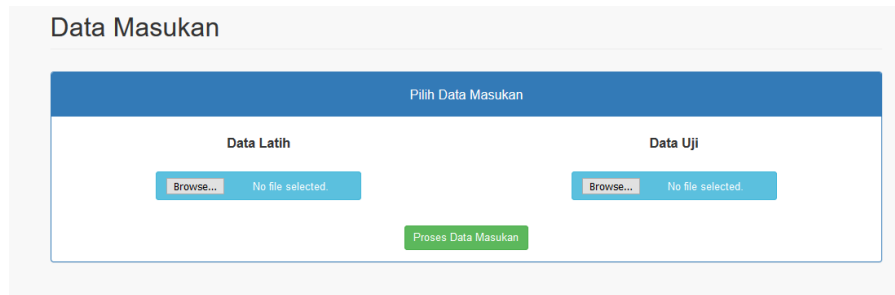 Data Masukan
Pilih Data Masukan
Data Latih
Data Uji
Browse... No file selected.
Browse... No file selected.
Proses Data Masukan